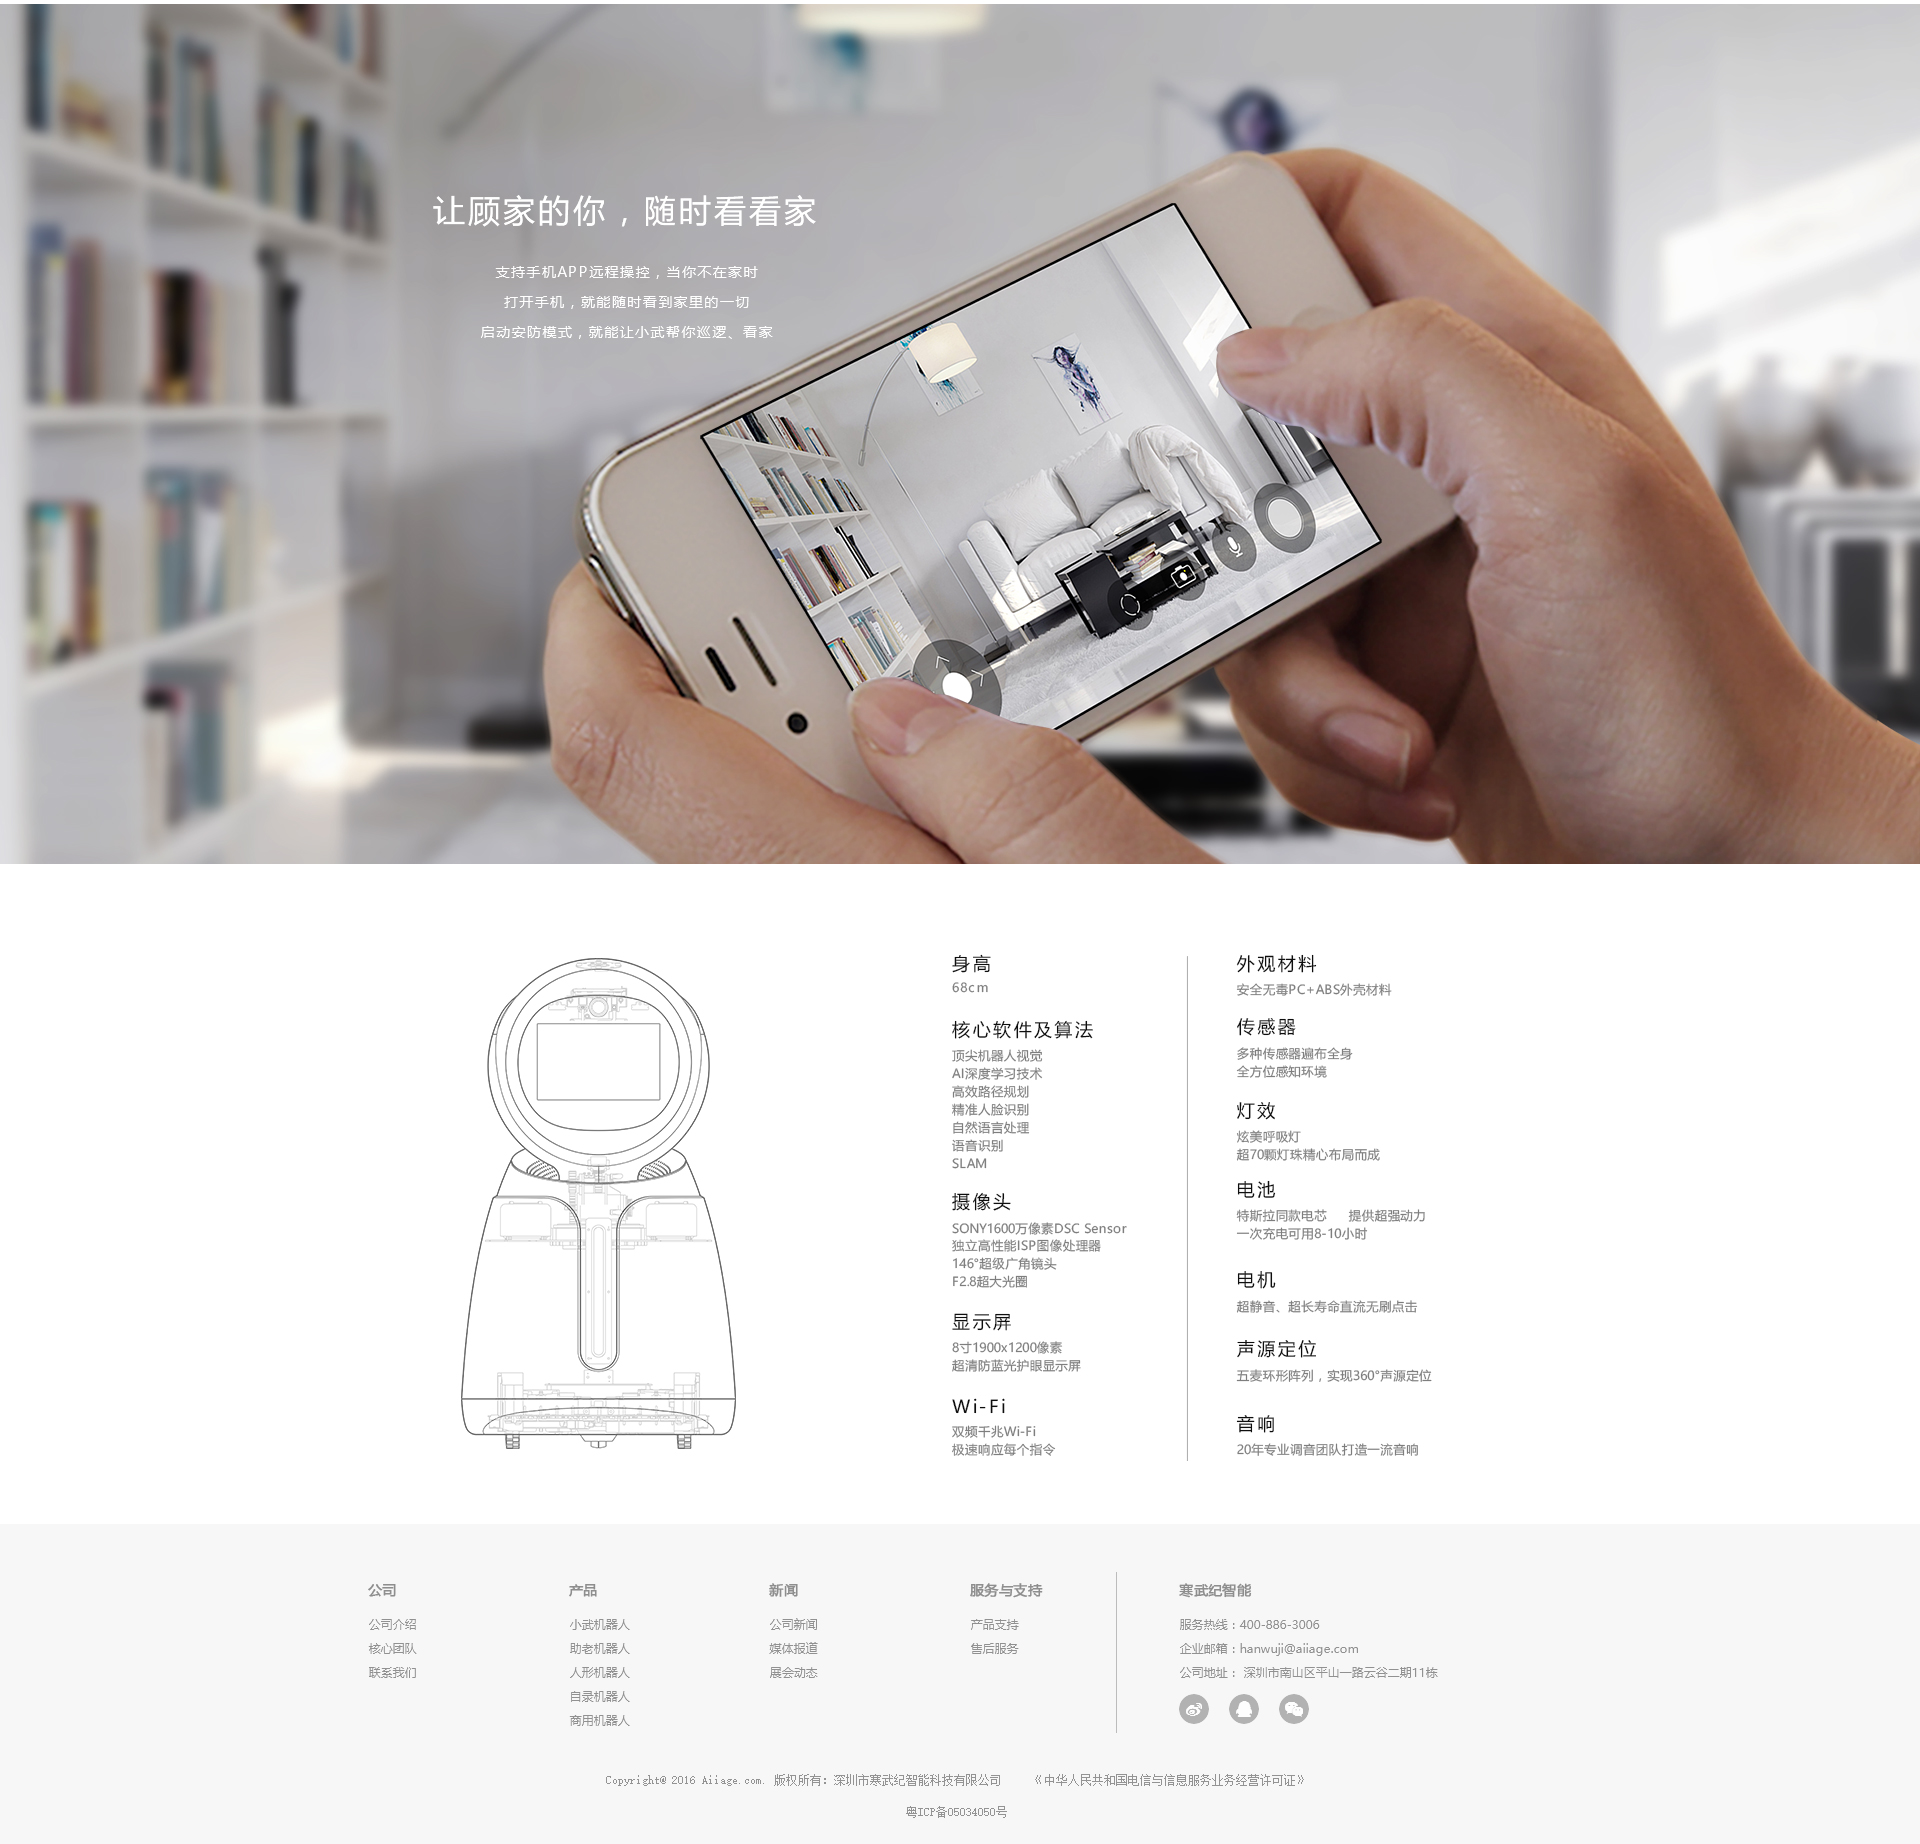 让顾家的你，随时看看家
支持手机APP远程操控，当你不在家时
打开手机，就能随时看到家里的一切
启动安防模式，就能让小武帮你巡逻、看家
身高
68cm
核心软件及算法
顶尖机器人视觉
AI深度学习技术
高效路径规划
精准人脸识别
自然语言处理
语音识别
SLAM
摄像头
SONY1600万像素DSC Sensor
独立高性能ISP图像处理器
146°超级广角镜头
F2.8超大光圈
显示屏
8寸1900x1200像素
超清防蓝光护眼显示屏
Wi-Fi
双频千兆Wi-Fi
极速响应每个指令
外观材料
安全无毒PC+ABS外壳材料
传感器
多种传感器遍布全身
全方位感知环境
灯效
炫美呼吸灯
超70颗灯珠精心布局而成
电池
特斯拉同款电芯 提供超强动力
一次充电可用8-10小时
电机
超静音、超长寿命直流无刷点击
声源定位
五麦环形阵列，实现360°声源定位
音响
20年专业调音团队打造一流音响
公司
公司介绍
核心团队
联系我们
产品
小武机器人
助老机器人
人形机器人
自录机器人
商用机器人
新闻
公司新闻
媒体报道
展会动态
服务与支持
产品支持
售后服务
寒武纪智能
服务热线：400-886-3006
企业邮箱：hanwuji@aiiage.com
公司地址： 深圳市南山区平山一路云谷二期11栋
Copyright@ 2016 Aiiage.com. 版权所有：深圳市寒武纪智能科技有限公司 《中华人民共和国电信与信息服务业务经营许可证》
粤ICP备05034050号